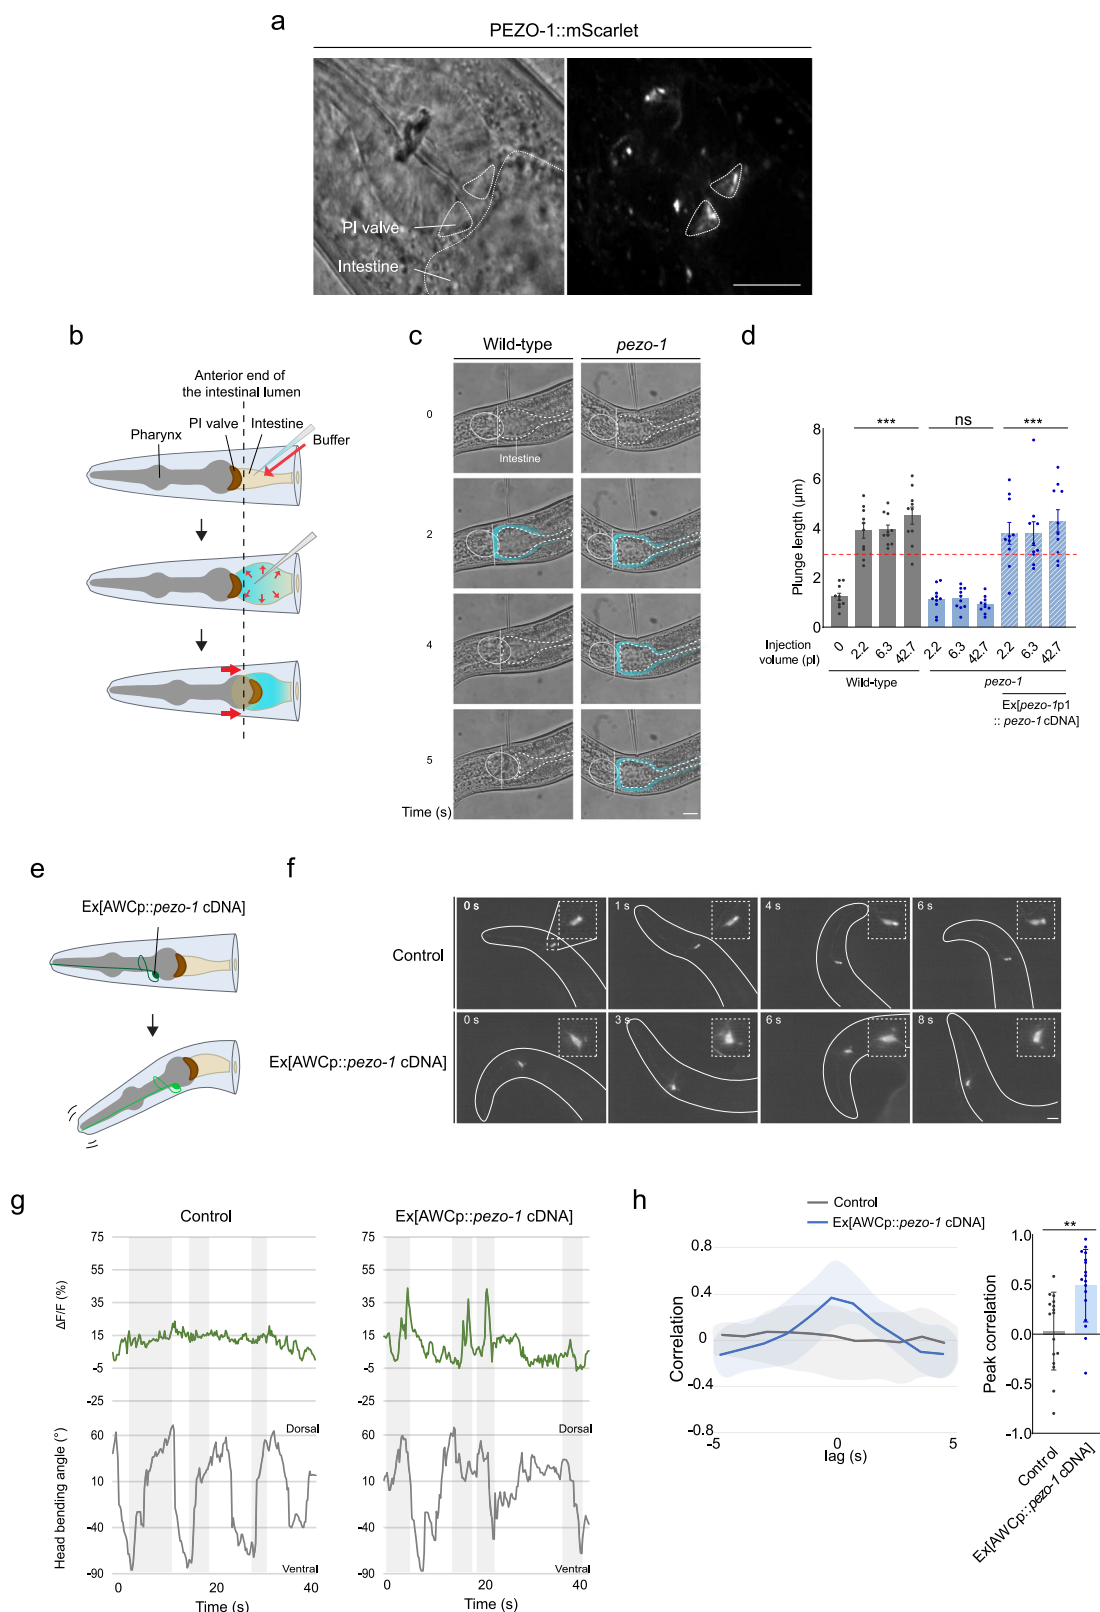 a
PEZO-1::mScarlet
PI valve
Intestine
b
Anterior end of
the intestinal lumen
PI valve
Intestine
Pharynx
Buffer
c
Wild-type
pezo-1
0
Intestine
2
4
5
Time (s)
d
***
ns
***
8
6
4
2
0
Plunge length (µm)
Injection
volume (pl)
0
2.2
6.3
42.7
2.2
6.3
42.7
2.2
6.3
42.7
Wild-type
pezo-1
Ex[pezo-1p1
:: pezo-1 cDNA]
e
Ex[AWCp::pezo-1 cDNA]
f
Control
0 s
1 s
4 s
6 s
Ex[AWCp::pezo-1 cDNA]
0 s
3 s
6 s
8 s
g
Control
Ex[AWCp::pezo-1 cDNA]
ΔF/F (%)
75
55
35
15
-5
-25
75
55
35
15
-5
-25
Head bending angle (°)
60
10
-40
-90
Dorsal
Ventral
60
10
-40
-90
Dorsal
Ventral
0
20
40
Time (s)
0
20
40
Time (s)
h
Control
Ex[AWCp::pezo-1 cDNA]
Correlation
0.8
0.4
0
-0.4
-0.8
-5
0
5
lag (s)
**
Peak correlation
1.0
0.5
0.0
-0.5
-1.0
Control
Ex[AWCp::pezo-1 cDNA]